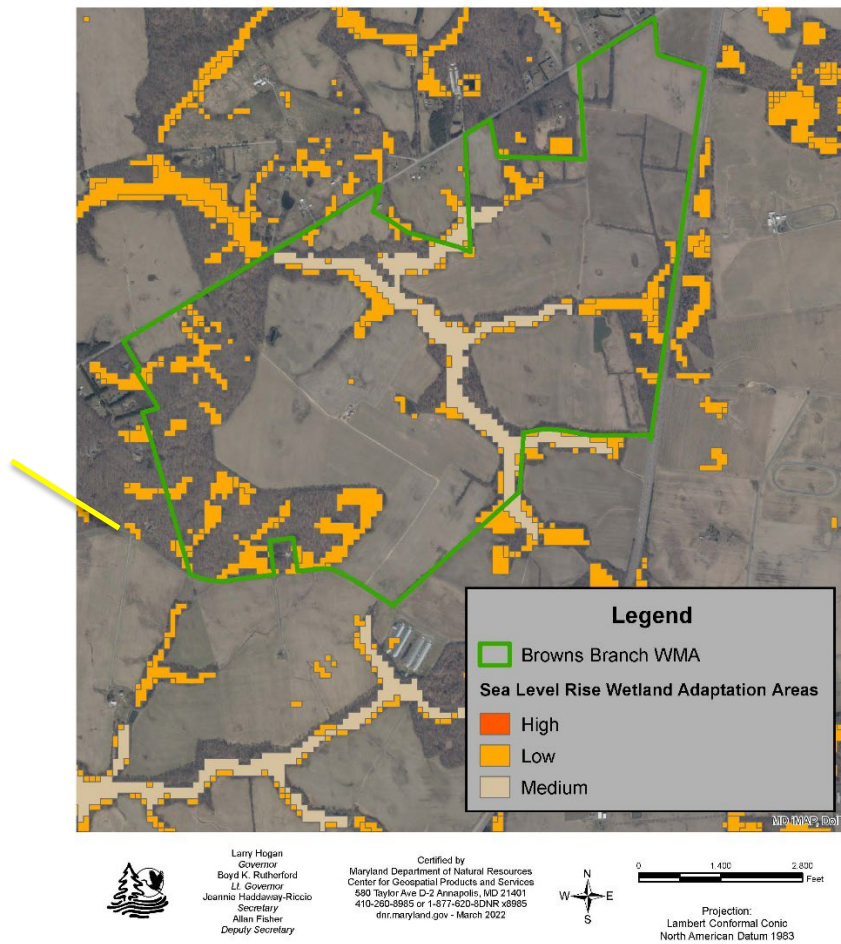 Legend
Browns Branch WMA
Sea Level Rise Wetland Adaptation Areas
High
Low
Medium
MD iMAP, DoI
Larry Hogan
Governor
Boyd K. Rutherford
Lt. Governor
Jeannie Haddaway-Riccio
Secretary
Allan Fisher
Deputy Secretary
Certified by
Maryland Department of Natural Resources
Center for Geospatial Products and Services
580 Taylor Ave D-2 Annapolis, MD 21401
410-260-8985 or 1-877-620-8DNR x8985
dnr.maryland.gov - March 2022
N
W E
S
0 1,400 2,800
Feet
Projection:
Lambert Conformal Conic
North American Datum 1983